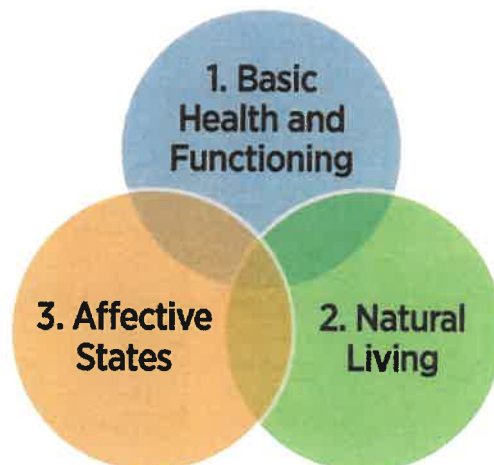 1. Basic
Health and
Functioning
3. Affective
States
2. Natural
Living